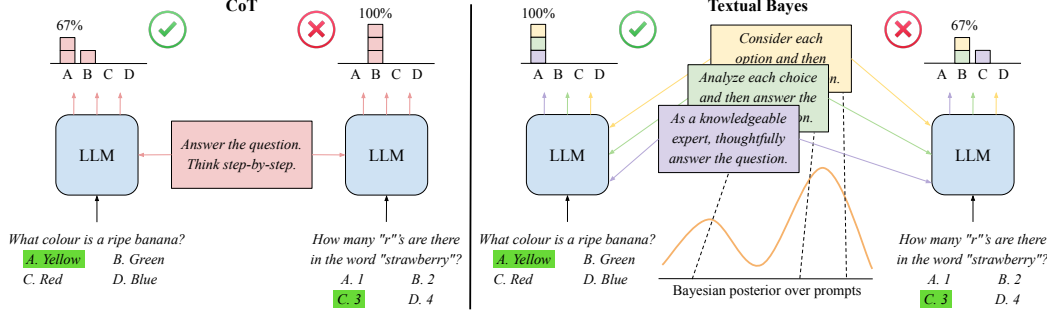 CoT
67%
A B C D
100%
A B C D
LLM
Answer the question.
Think step-by-step.
LLM
What colour is a ripe banana?
A. Yellow B. Green
C. Red D. Blue
How many "r"'s are there
in the word "strawberry"?
A. 1 B. 2
C. 3 D. 4
Textual Bayes
100%
A B C D
67%
A B C D
Consider each
option and then
n.
Analyze each choice
and then answer the
on.
As a knowledgeable
expert, thoughtfully
answer the question.
LLM
LLM
What colour is a ripe banana?
A. Yellow B. Green
C. Red D. Blue
Bayesian posterior over prompts
How many "r"'s are there
in the word "strawberry"?
A. 1 B. 2
C. 3 D. 4